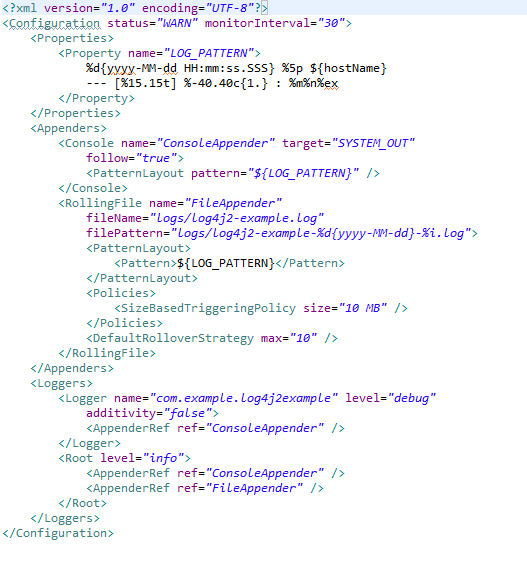 <?xml version="1.0" encoding="UTF-8"?>
<Configuration status="WARN" monitorInterval="30">
<Properties>
<Property name="LOG_PATTERN">
%d{yyyy-MM-dd HH:mm:ss.SSS} %5p ${hostName}
--- [%15.15t] %-40.40c{1.} : %m%n%ex
</Property>
</Properties>
<Appenders>
<Console name="ConsoleAppender" target="SYSTEM_OUT"
follow="true">
<PatternLayout pattern="${LOG_PATTERN}" />
</Console>
<RollingFile name="FileAppender"
fileName="logs/log4j2-example.log"
filePattern="logs/log4j2-example-%d{yyyy-MM-dd}-%i.log">
<PatternLayout>
<Pattern>${LOG_PATTERN}</Pattern>
</PatternLayout>
<Policies>
<SizeBasedTriggeringPolicy size="10 MB" />
</Policies>
<DefaultRolloverStrategy max="10" />
</RollingFile>
</Appenders>
<Loggers>
<Logger name="com.example.log4j2example" level="debug"
additivity="false">
<AppenderRef ref="ConsoleAppender" />
</Logger>
<Root level="info">
<AppenderRef ref="ConsoleAppender" />
<AppenderRef ref="FileAppender" />
</Root>
</Loggers>
</Configuration>